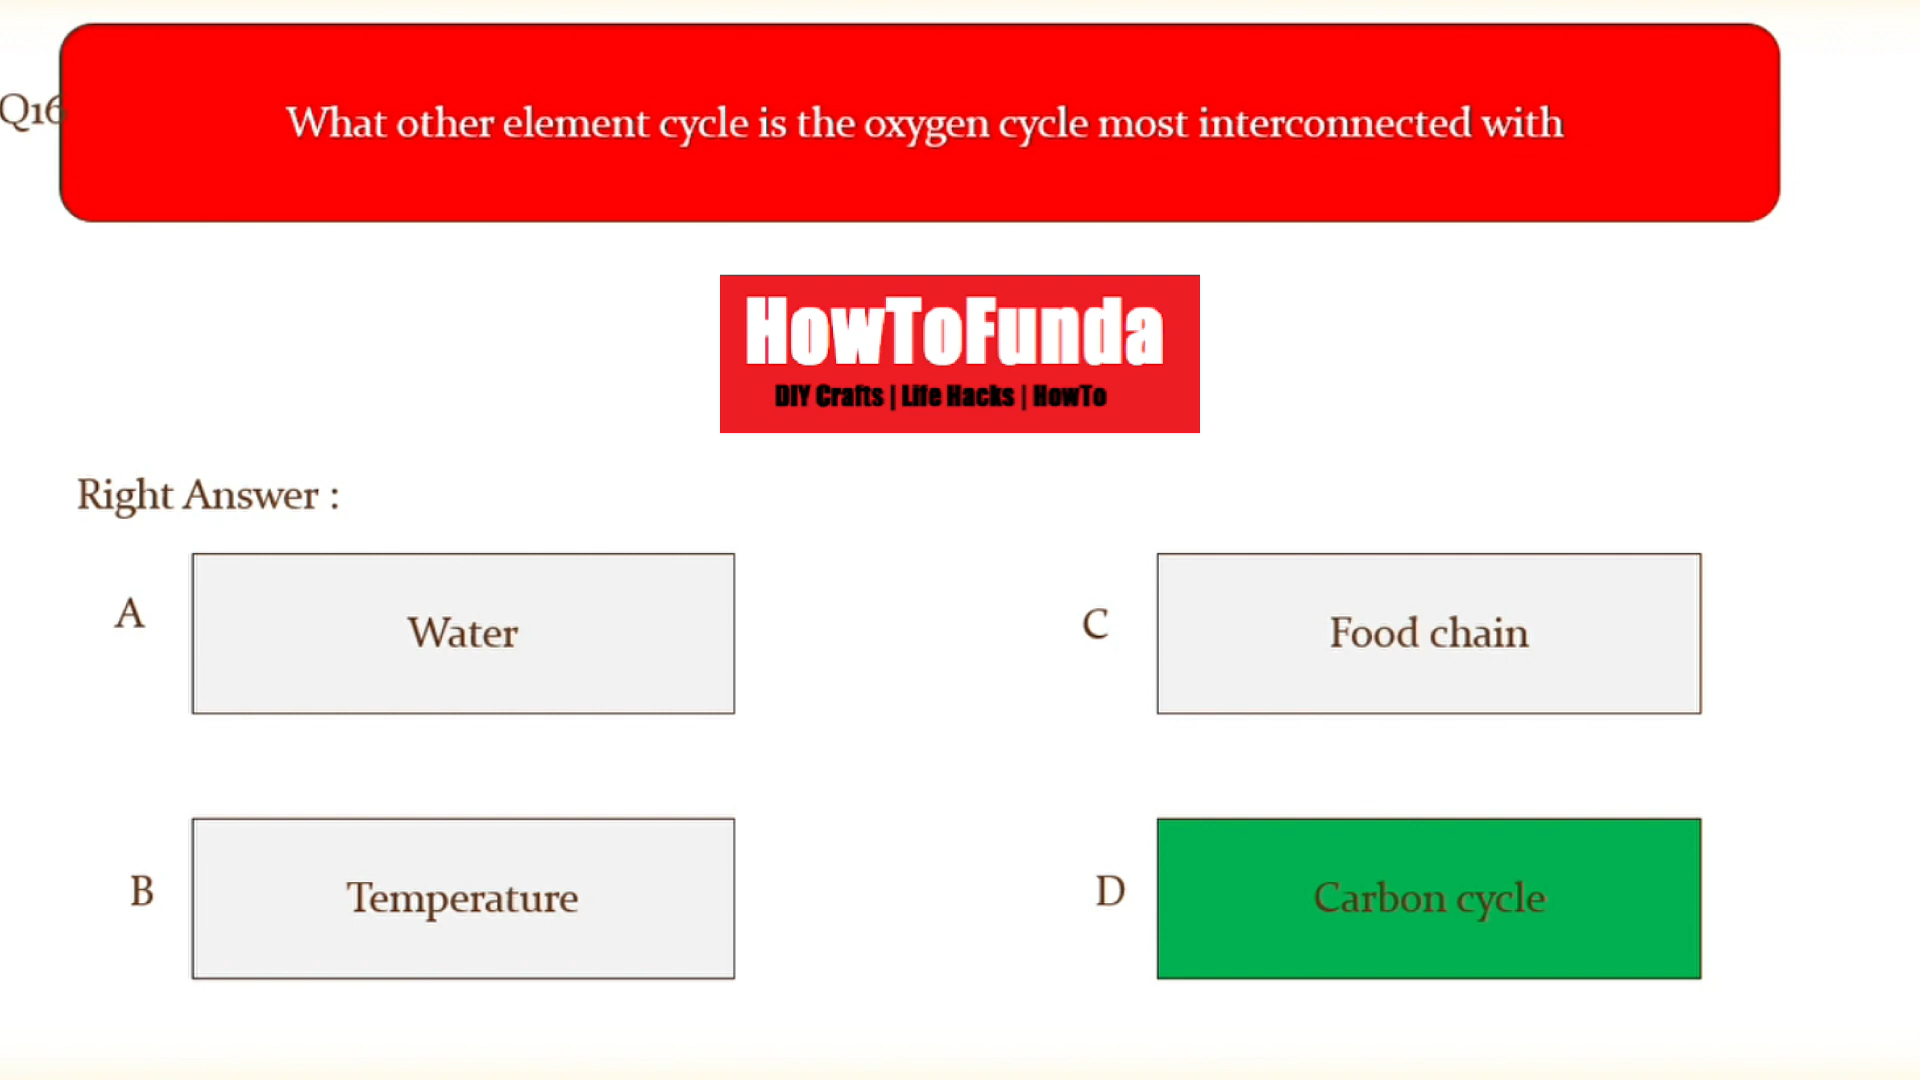 Q16
What other element cycle is the oxygen cycle most interconnected with
HowToFunda
DIY Crafts | Life Hacks | HowTo
Right Answer :
A
Water
C
Food chain
B
Temperature
D
Carbon cycle